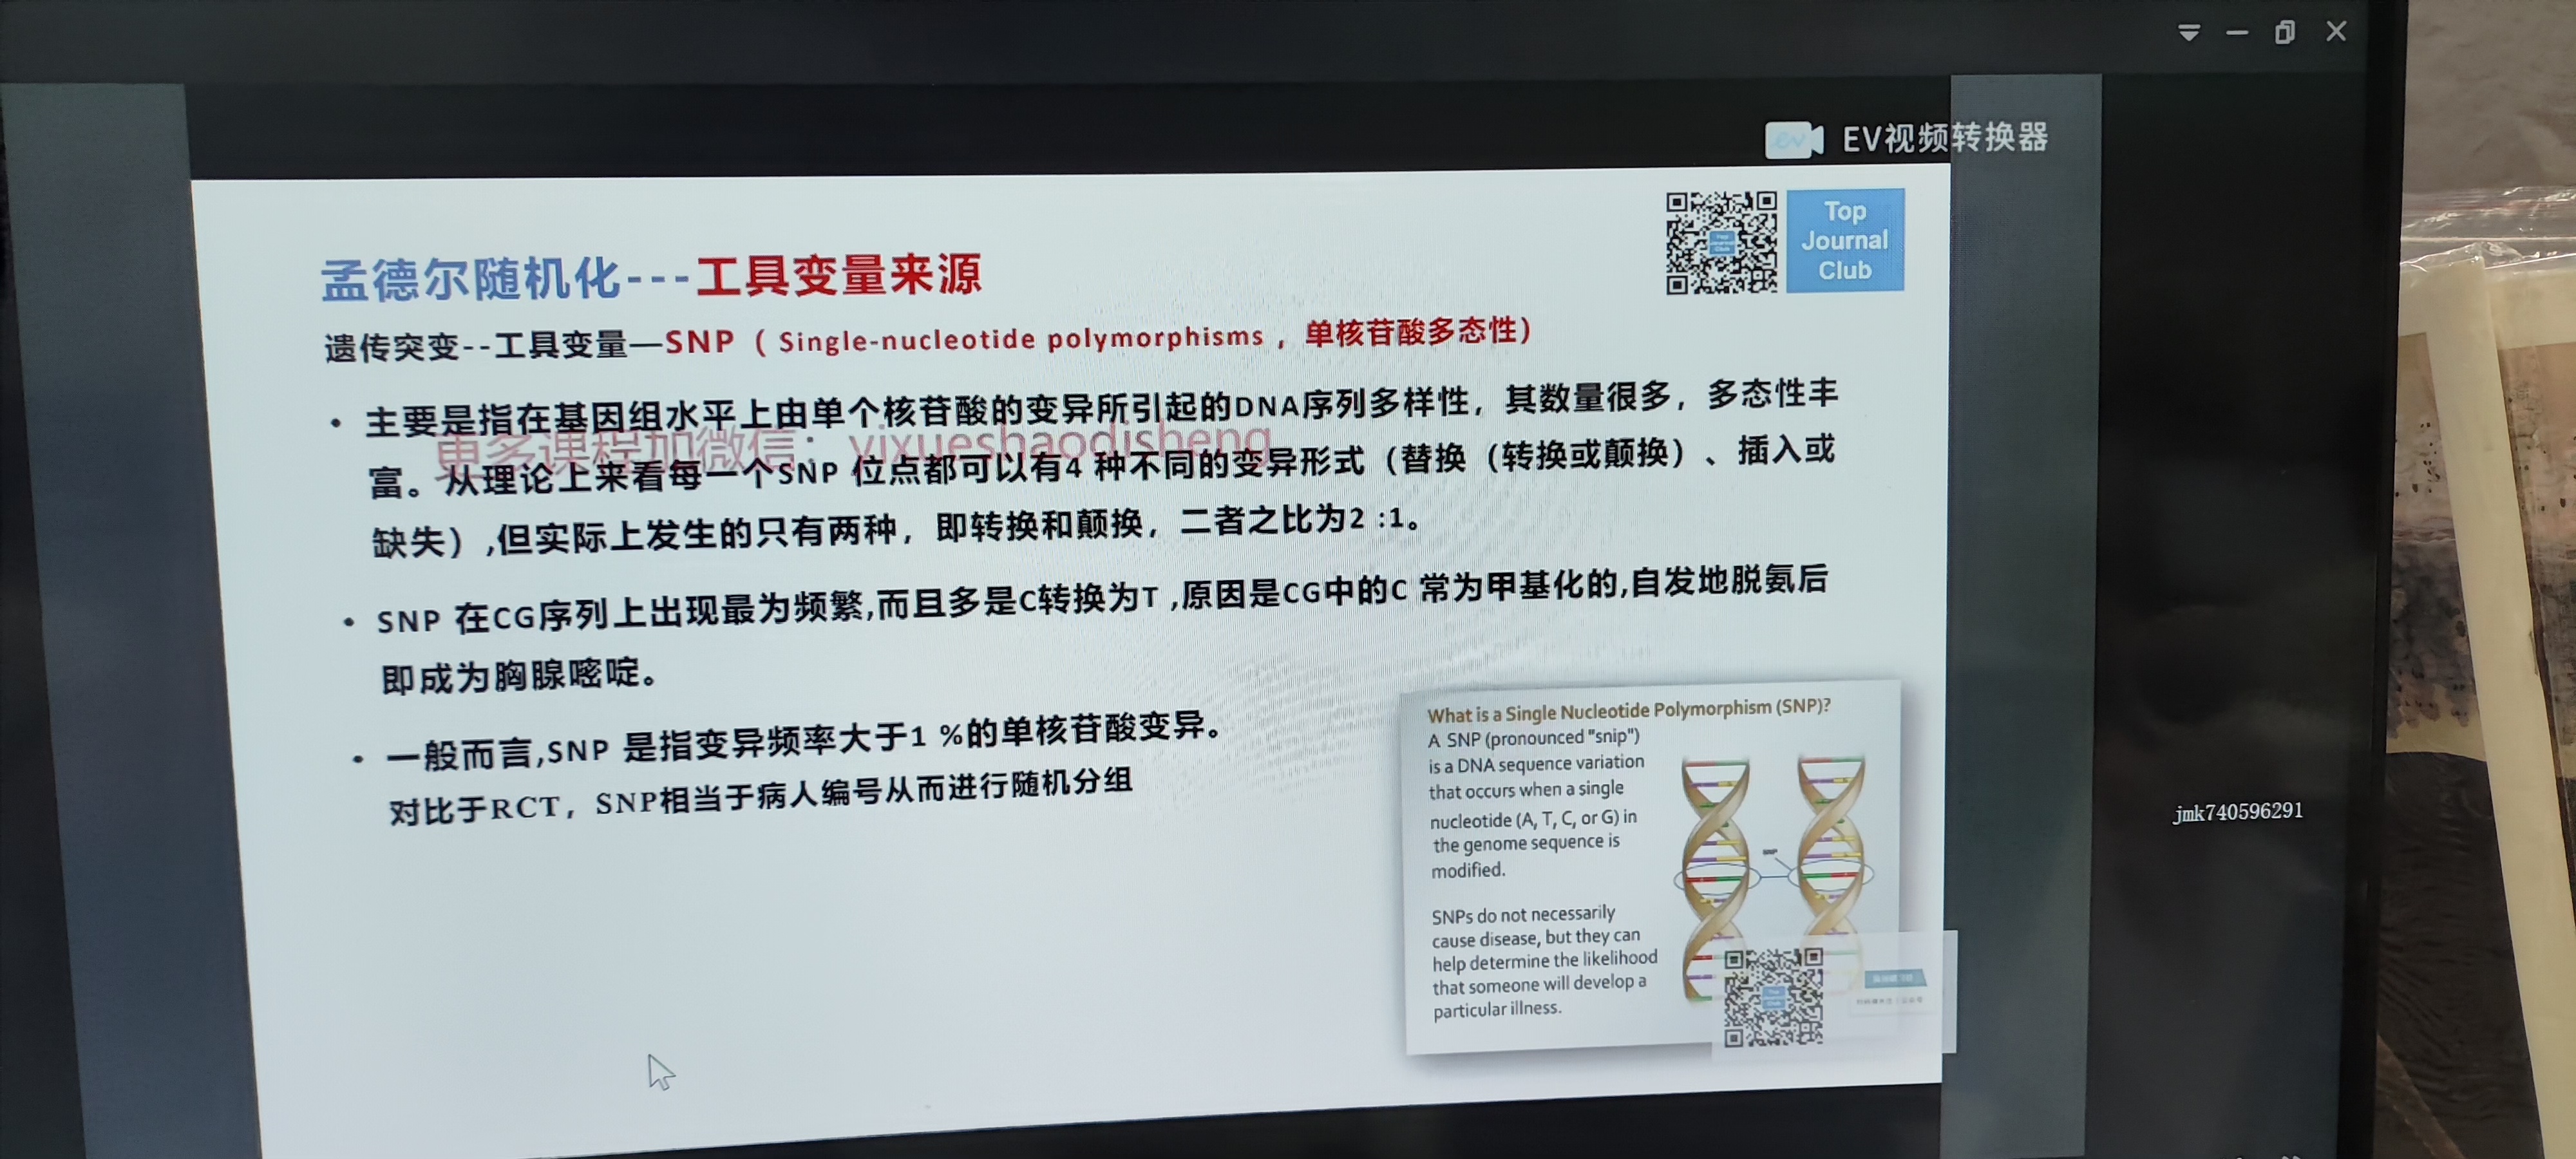 EV视频转换器
Top
Journal
Club
孟德尔随机化---工具变量来源
遗传突变--工具变量—SNP（ Single-nucleotide polymorphisms ，单核苷酸多态性）
• 主要是指在基因组水平上由单个核苷酸的变异所引起的DNA序列多样性，其数量很多，多态性丰
更多课程加微信：yixueshaodisheng
富。从理论上来看每一个SNP 位点都可以有4 种不同的变异形式（替换（转换或颠换）、插入或
缺失）,但实际上发生的只有两种，即转换和颠换，二者之比为2 :1。
• SNP 在CG序列上出现最为频繁,而且多是C转换为T ,原因是CG中的C 常为甲基化的,自发地脱氨后
即成为胸腺嘧啶。
• 一般而言,SNP 是指变异频率大于1 %的单核苷酸变异。
对比于RCT，SNP相当于病人编号从而进行随机分组
What is a Single Nucleotide Polymorphism (SNP)?
A SNP (pronounced "snip")
is a DNA sequence variation
that occurs when a single
nucleotide (A, T, C, or G) in
the genome sequence is
modified.
SNP
SNPs do not necessarily
cause disease, but they can
help determine the likelihood
that someone will develop a
particular illness.
jmk740596291